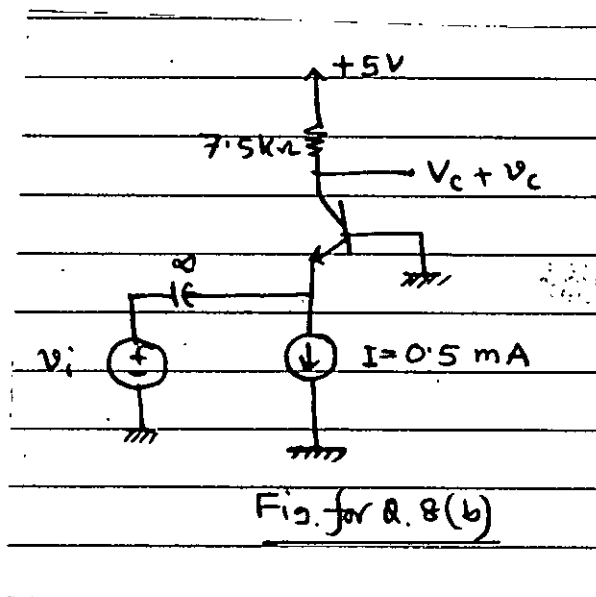 +5V
7.5kΩ
Vc + vc
∞
vi
+
-
I=0.5 mA
Fig. for Q. 8(b)